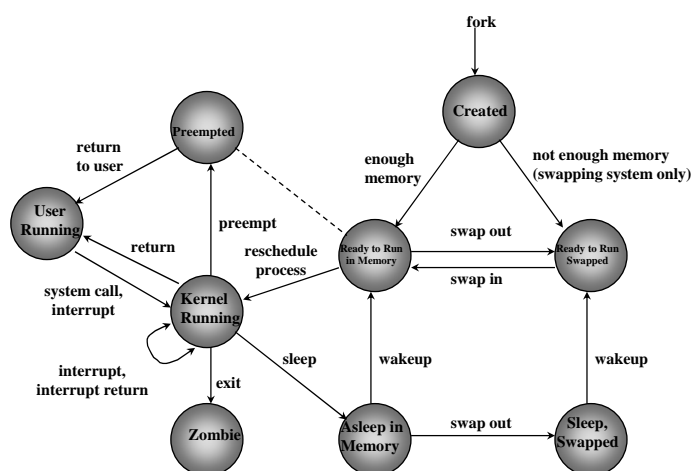 fork
Created
Preempted
return
to user
enough
memory
not enough memory
(swapping system only)
User
Running
preempt
return
reschedule
process
Ready to Run
in Memory
swap out
swap in
Ready to Run
Swapped
system call,
interrupt
Kernel
Running
interrupt,
interrupt return
sleep
exit
wakeup
wakeup
Zombie
Asleep in
Memory
swap out
Sleep,
Swapped